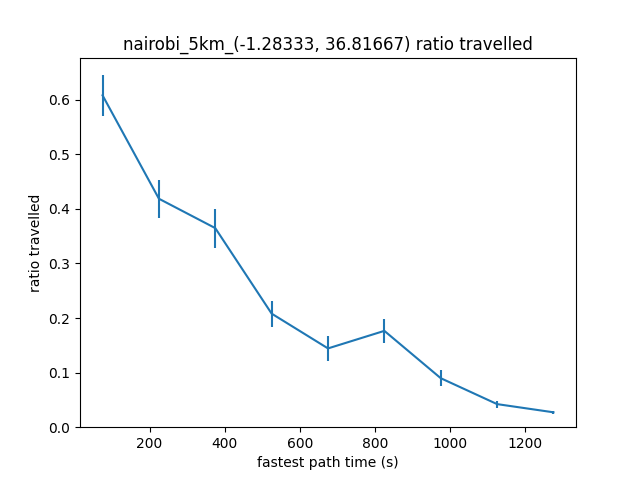 nairobi_5km_(-1.28333, 36.81667) ratio travelled
0.6
0.5
0.4
0.3
0.2
0.1
0.0
ratio travelled
200 400 600 800 1000 1200
fastest path time (s)